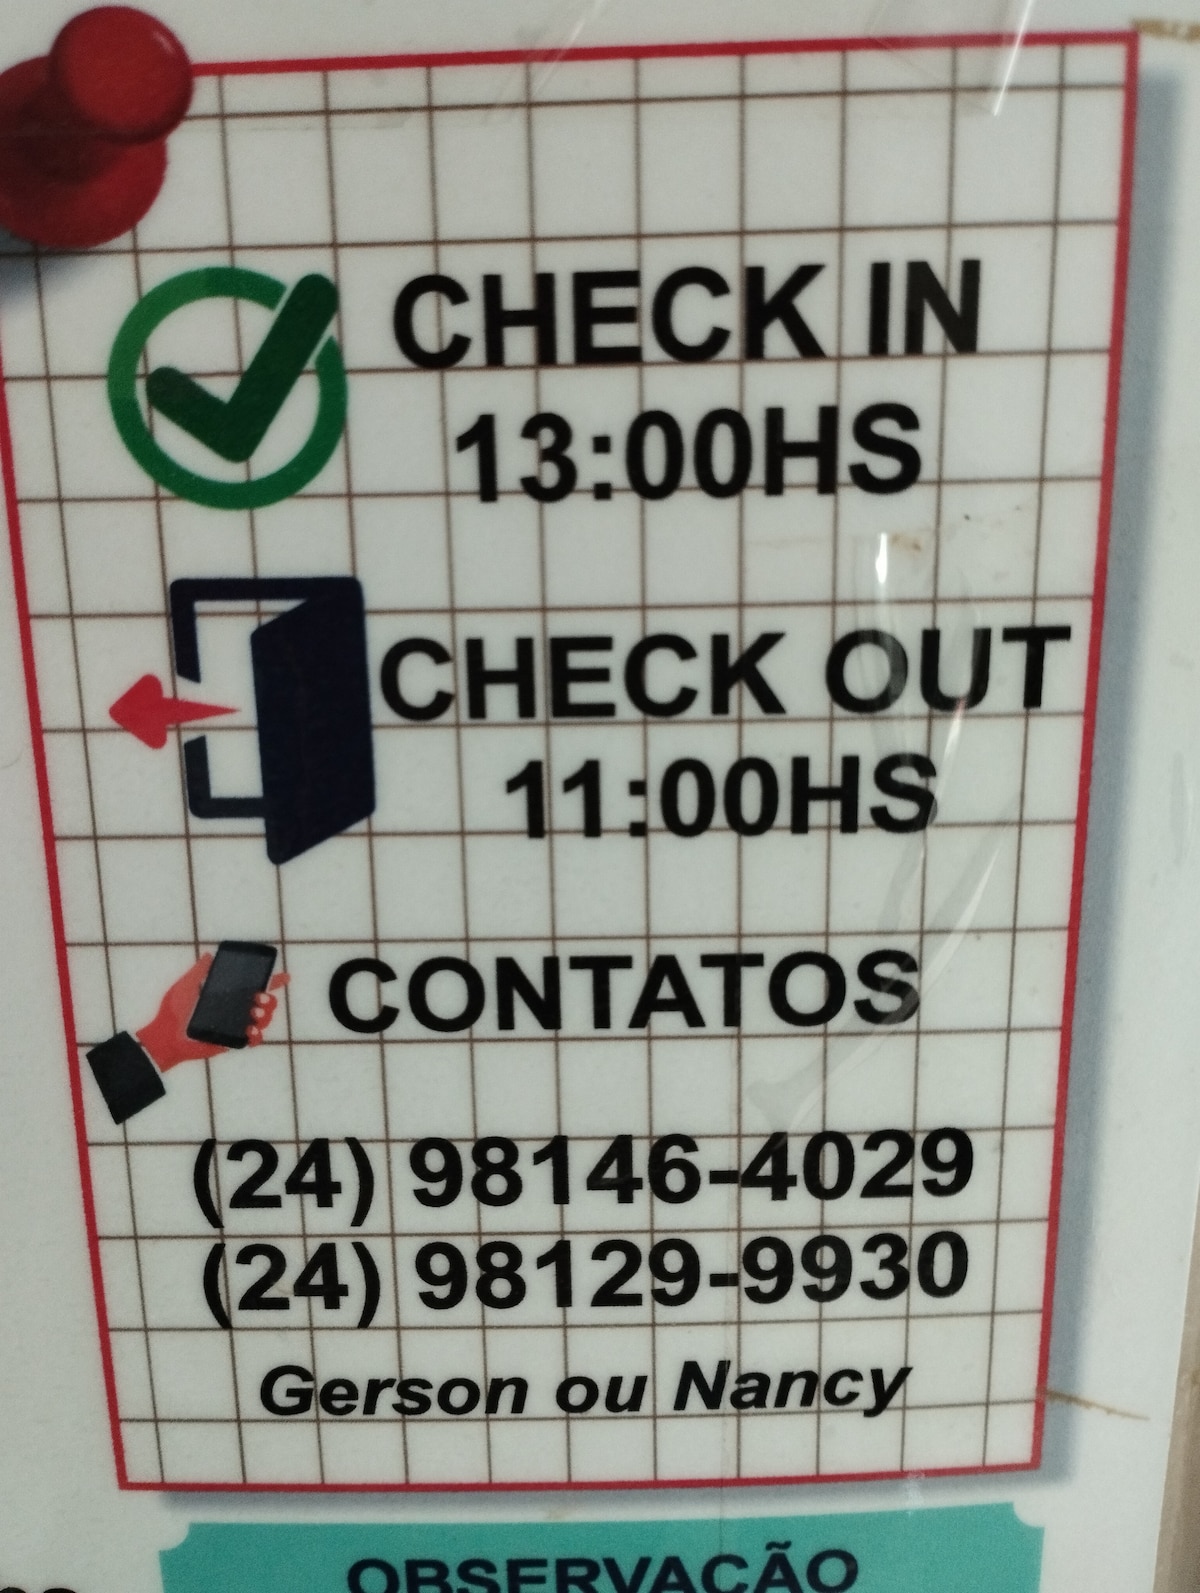 CHECK IN
13:00HS
CHECK OUT
11:00HS
CONTATOS
(24) 98146-4029
(24) 98129-9930
Gerson ou Nancy
OBSERVAÇÃO